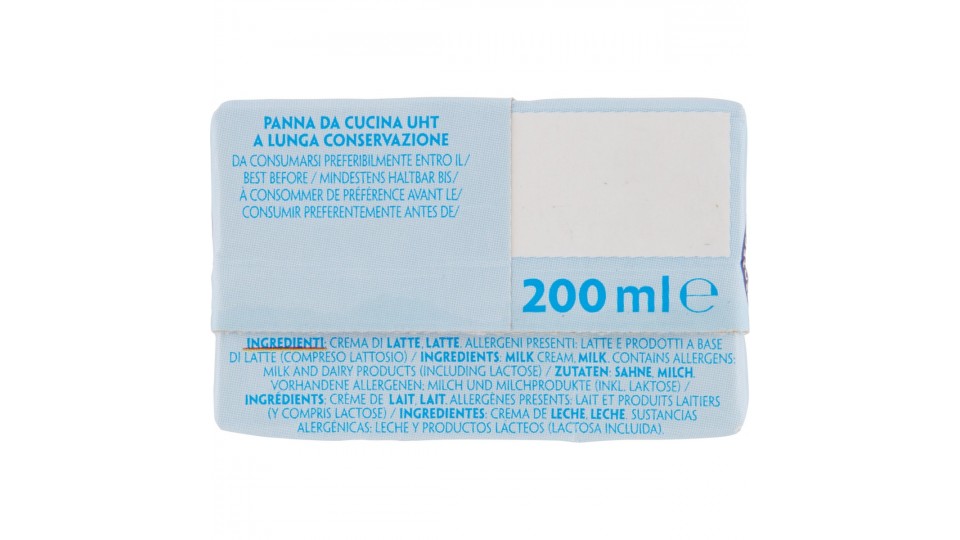 PANNA DA CUCINA UHT
A LUNGA CONSERVAZIONE
DA CONSUMARSI PREFERIBILMENTE ENTRO IL/
BEST BEFORE / MINDESTENS HALTBAR BIS/
À CONSOMMER DE PRÉFÉRENCE AVANT LE/
CONSUMIR PREFERENTEMENTE ANTES DE/
200 ml ℮
INGREDIENTI: CREMA DI LATTE, LATTE. ALLERGENI PRESENTI: LATTE E PRODOTTI A BASE
DI LATTE (COMPRESO LATTOSIO) / INGREDIENTS: MILK CREAM, MILK. CONTAINS ALLERGENS:
MILK AND DAIRY PRODUCTS (INCLUDING LACTOSE) / ZUTATEN: SAHNE, MILCH.
VORHANDENE ALLERGENEN: MILCH UND MILCHPRODUKTE (INKL. LAKTOSE) /
INGRÉDIENTS: CRÈME DE LAIT, LAIT. ALLERGÈNES PRESENTS: LAIT ET PRODUITS LAITIERS
(Y COMPRIS LACTOSE) / INGREDIENTES: CREMA DE LECHE, LECHE. SUSTANCIAS
ALERGÉNICAS: LECHE Y PRODUCTOS LÁCTEOS (LACTOSA INCLUIDA).